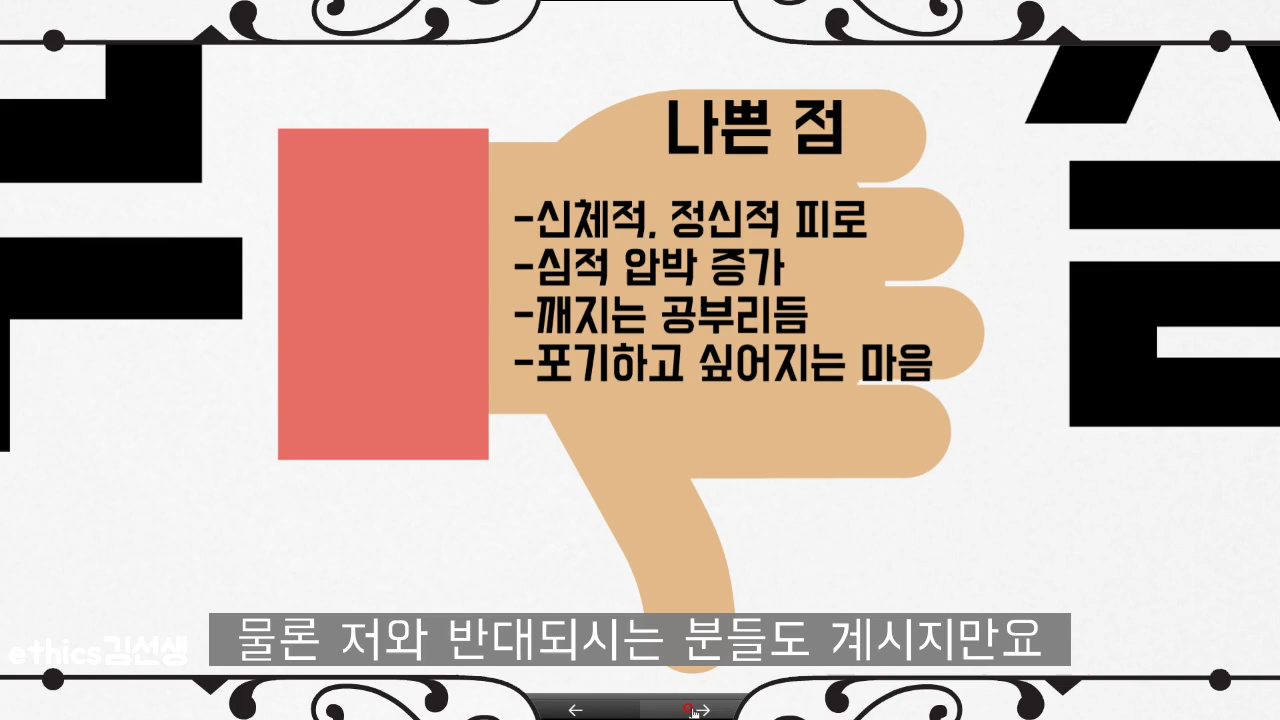 나쁜 점
-신체적, 정신적 피로
-심적 압박 증가
-깨지는 공부리듬
-포기하고 싶어지는 마음
물론 저와 반대되시는 분들도 계시지만요
ethics김선생